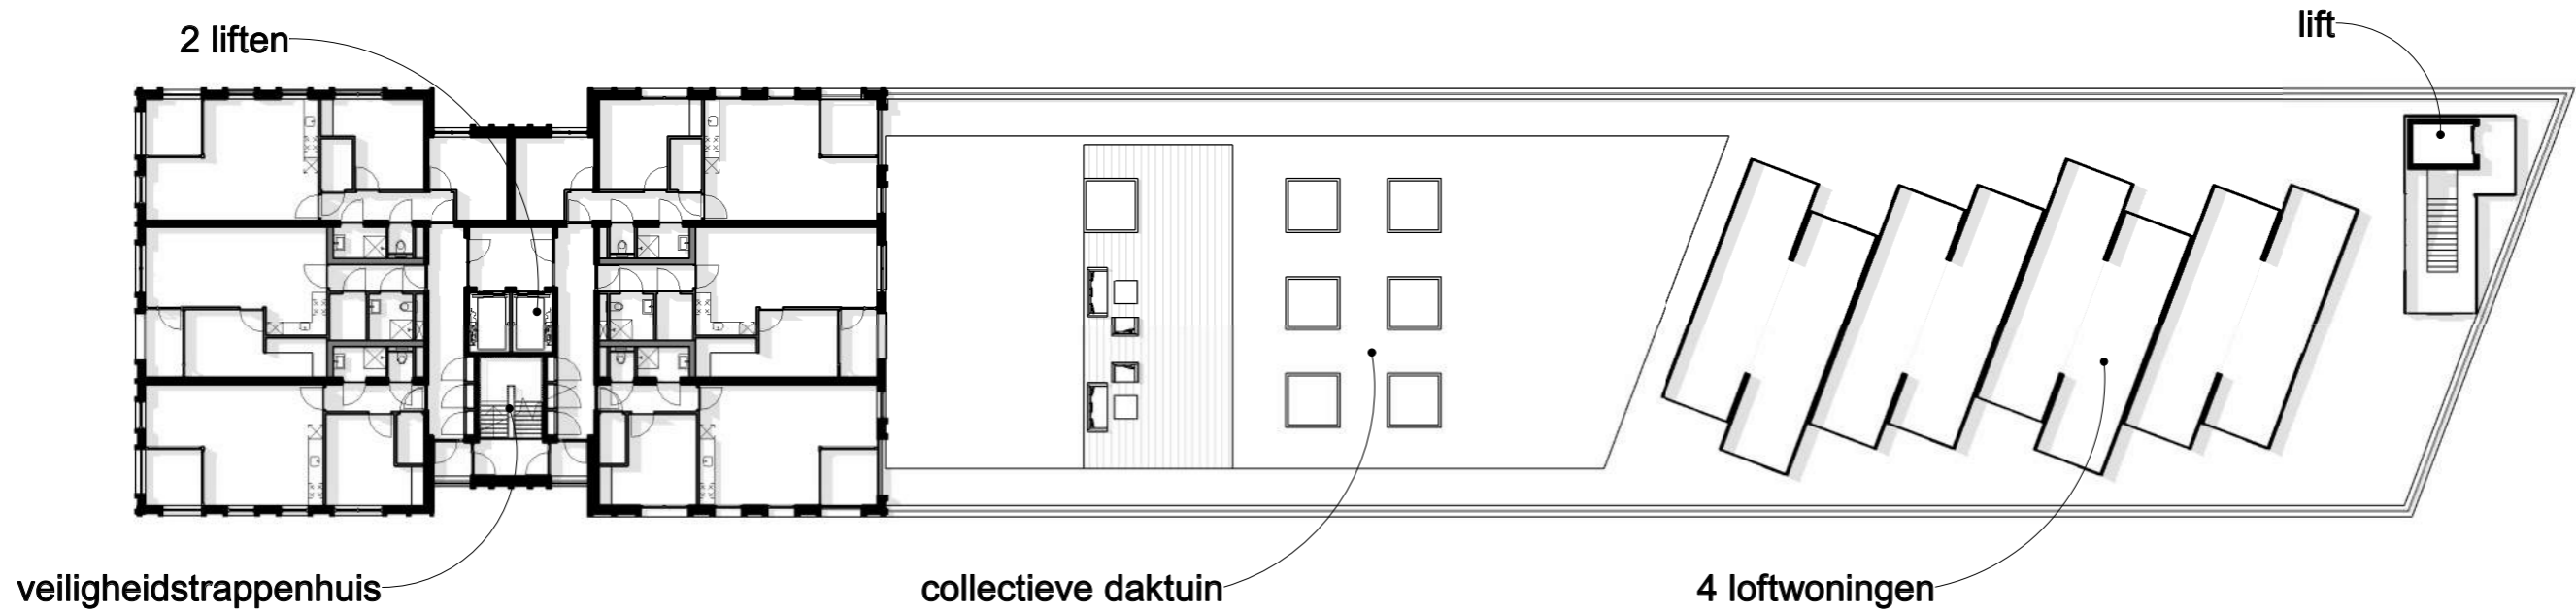 2 liften
lift
veiligheidstrappenhuis
collectieve daktuin
4 loftwoningen